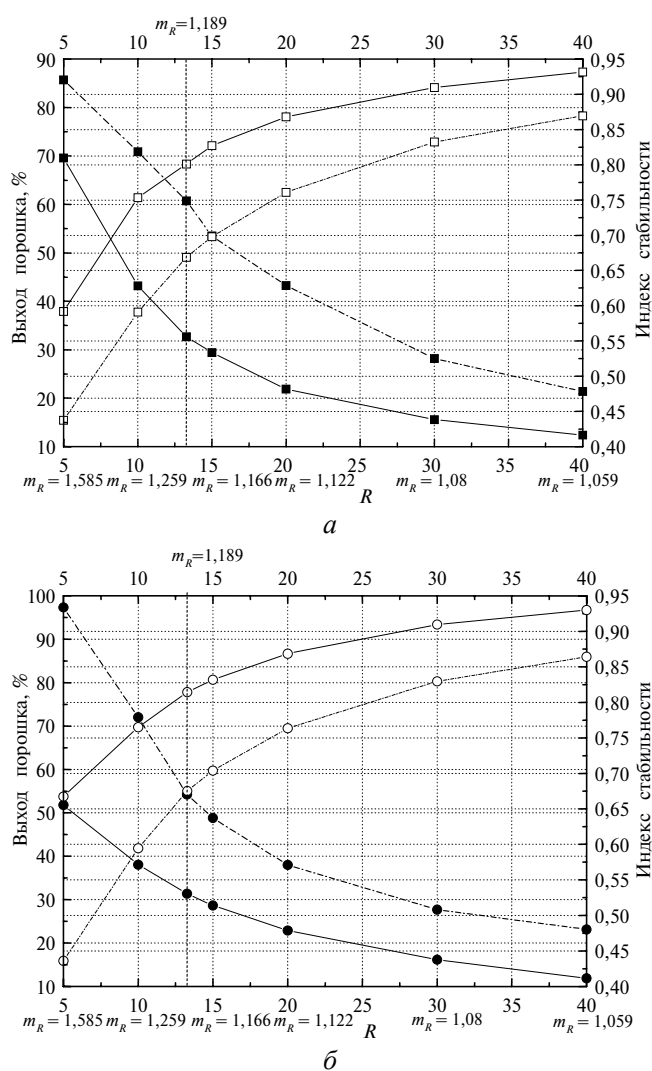 m_R=1,189
5 10 15 20 25 30 35 40
90 0,95
80 0,90
70 0,85
60 0,80
50 0,75
40 0,70
30 0,65
20 0,60
10 0,55
0,50
0,45
0,40
Выход порошка, %
Индекс стабильности
5 10 15 20 25 30 35 40
m_R = 1,585 m_R = 1,259 m_R = 1,166 m_R = 1,122 m_R = 1,08 m_R = 1,059
R
а
m_R=1,189
5 10 15 20 25 30 35 40
100 0,95
90 0,90
80 0,85
70 0,80
60 0,75
50 0,70
40 0,65
30 0,60
20 0,55
10 0,50
0,45
0,40
Выход порошка, %
Индекс стабильности
5 10 15 20 25 30 35 40
m_R = 1,585 m_R = 1,259 m_R = 1,166 m_R = 1,122 m_R = 1,08 m_R = 1,059
R
б